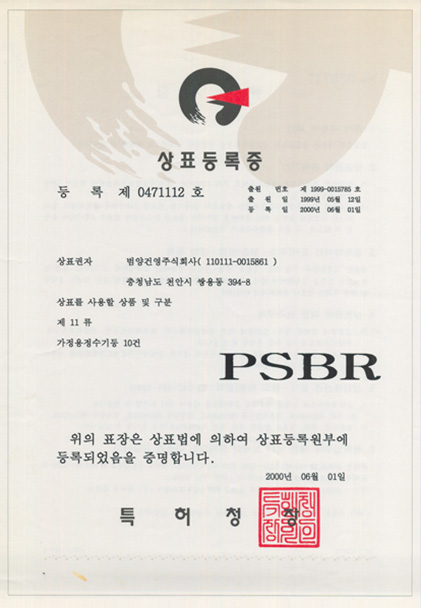 상표등록증
등 록 제 0471112 호
출원 번호 제 1999-0015785 호
출 원 일 1999년 05월 12일
등 록 일 2000년 06월 01일
상표권자 범양건영주식회사( 110111-0015861 )
충청남도 천안시 쌍용동 394-8
상표를 사용할 상품 및 구분
제 11 류
가정용정수기등 10건
PSBR
위의 표장은 상표법에 의하여 상표등록원부에
등록되었음을 증명합니다.
2000년 06월 01일
특 허 청 장